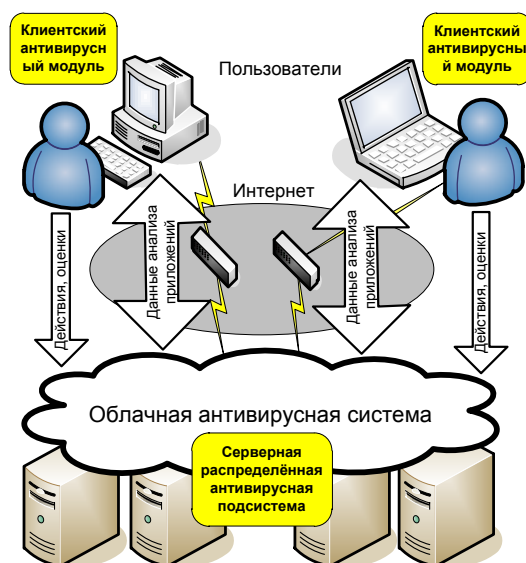 Клиентский
антивирусн
ый модуль
Клиентский
антивирусны
й модуль
Пользователи
Интернет
Действия, оценки
Данные анализа
приложений
Данные анализа
приложений
Действия, оценки
Облачная антивирусная система
Серверная
распределённая
антивирусная
подсистема